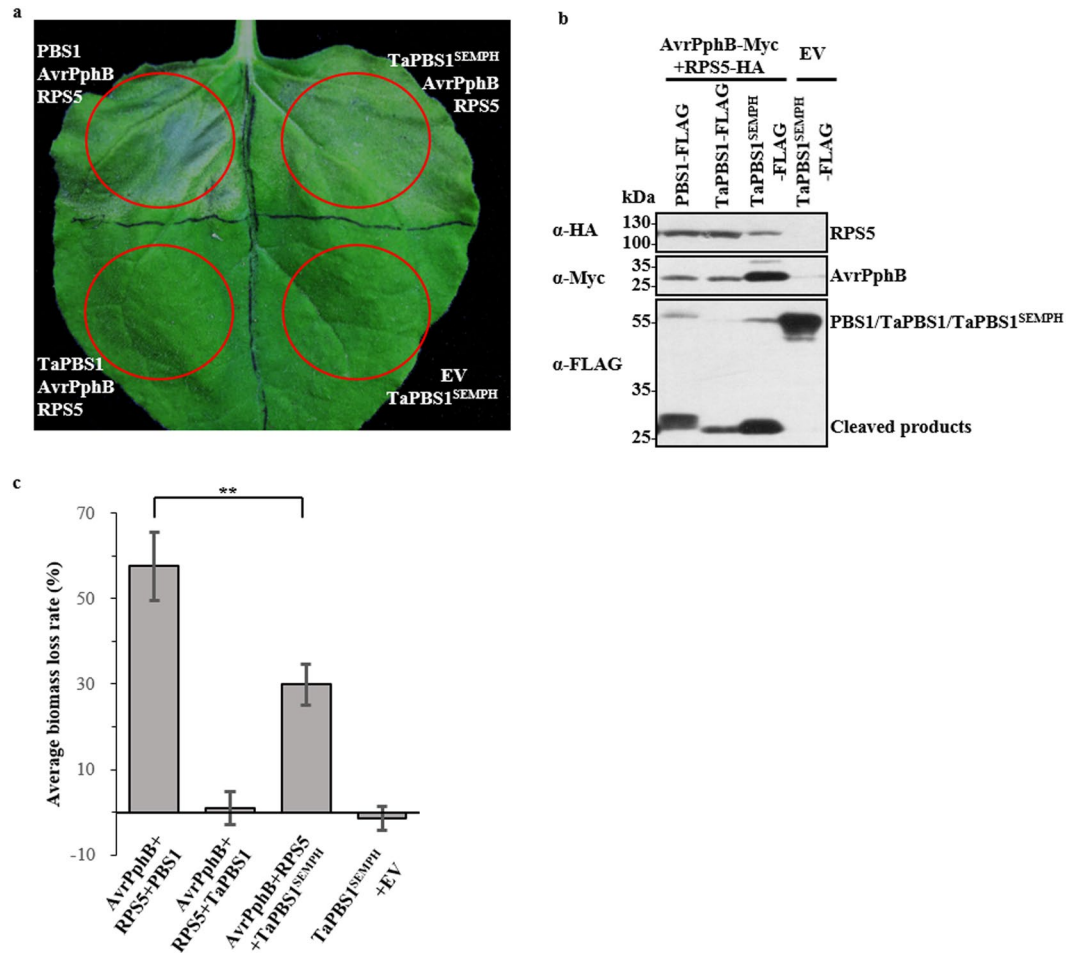 a
PBS1
AvrPphB
RPS5
TaPBS1SEMPH
AvrPphB
RPS5
TaPBS1
AvrPphB
RPS5
EV
TaPBS1SEMPH
b
AvrPphB-Myc
+RPS5-HA
EV
PBS1-FLAG
TaPBS1-FLAG
TaPBS1SEMPH
-FLAG
TaPBS1SEMPH
-FLAG
kDa
α-HA
130
100
RPS5
α-Myc
35
25
AvrPphB
α-FLAG
55
35
25
PBS1/TaPBS1/TaPBS1SEMPH
Cleaved products
c
**
Average biomass loss rate (%)
70
50
30
10
-10
AvrPphB+
RPS5+PBS1
AvrPphB+
RPS5+TaPBS1
AvrPphB+RPS5
+TaPBS1SEMPH
TaPBS1SEMPH
+EV